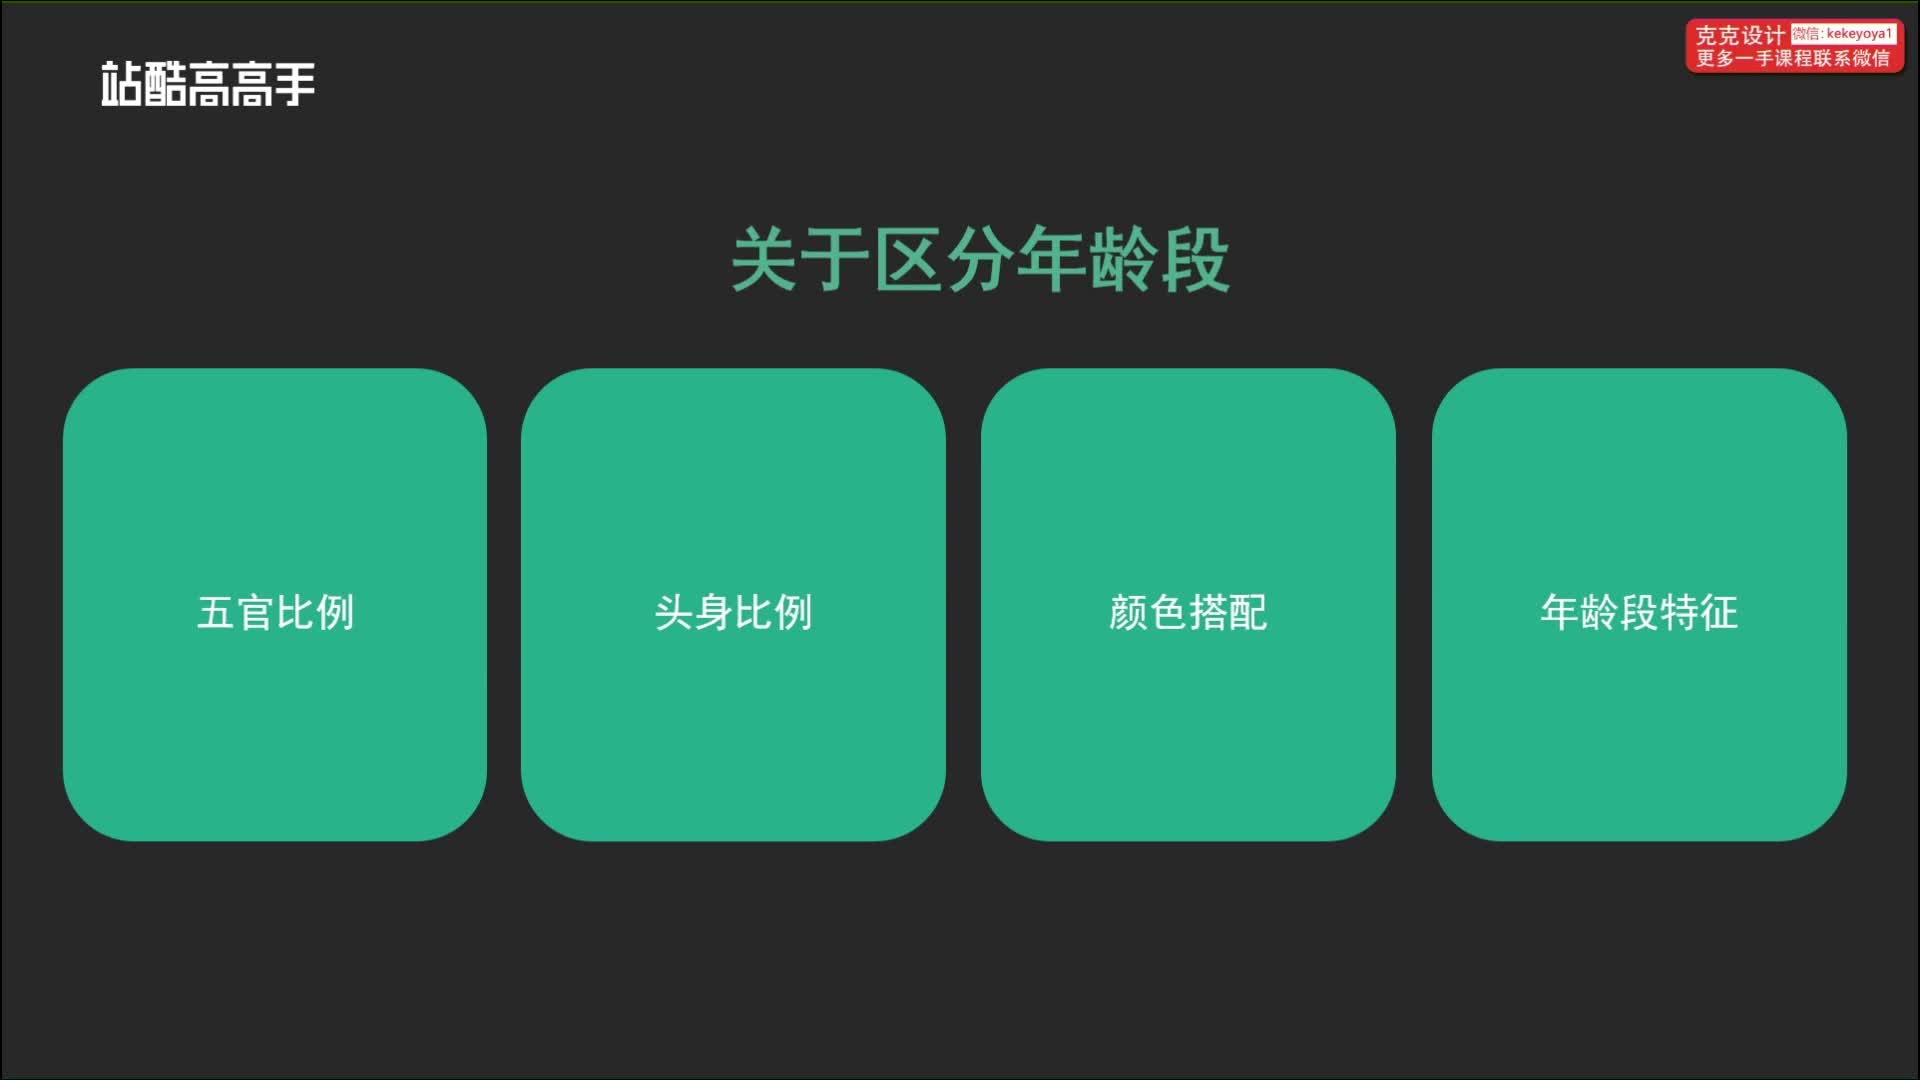 站酷高高手
克克设计 微信:kekeyoya1
更多一手课程联系微信
关于区分年龄段
五官比例
头身比例
颜色搭配
年龄段特征